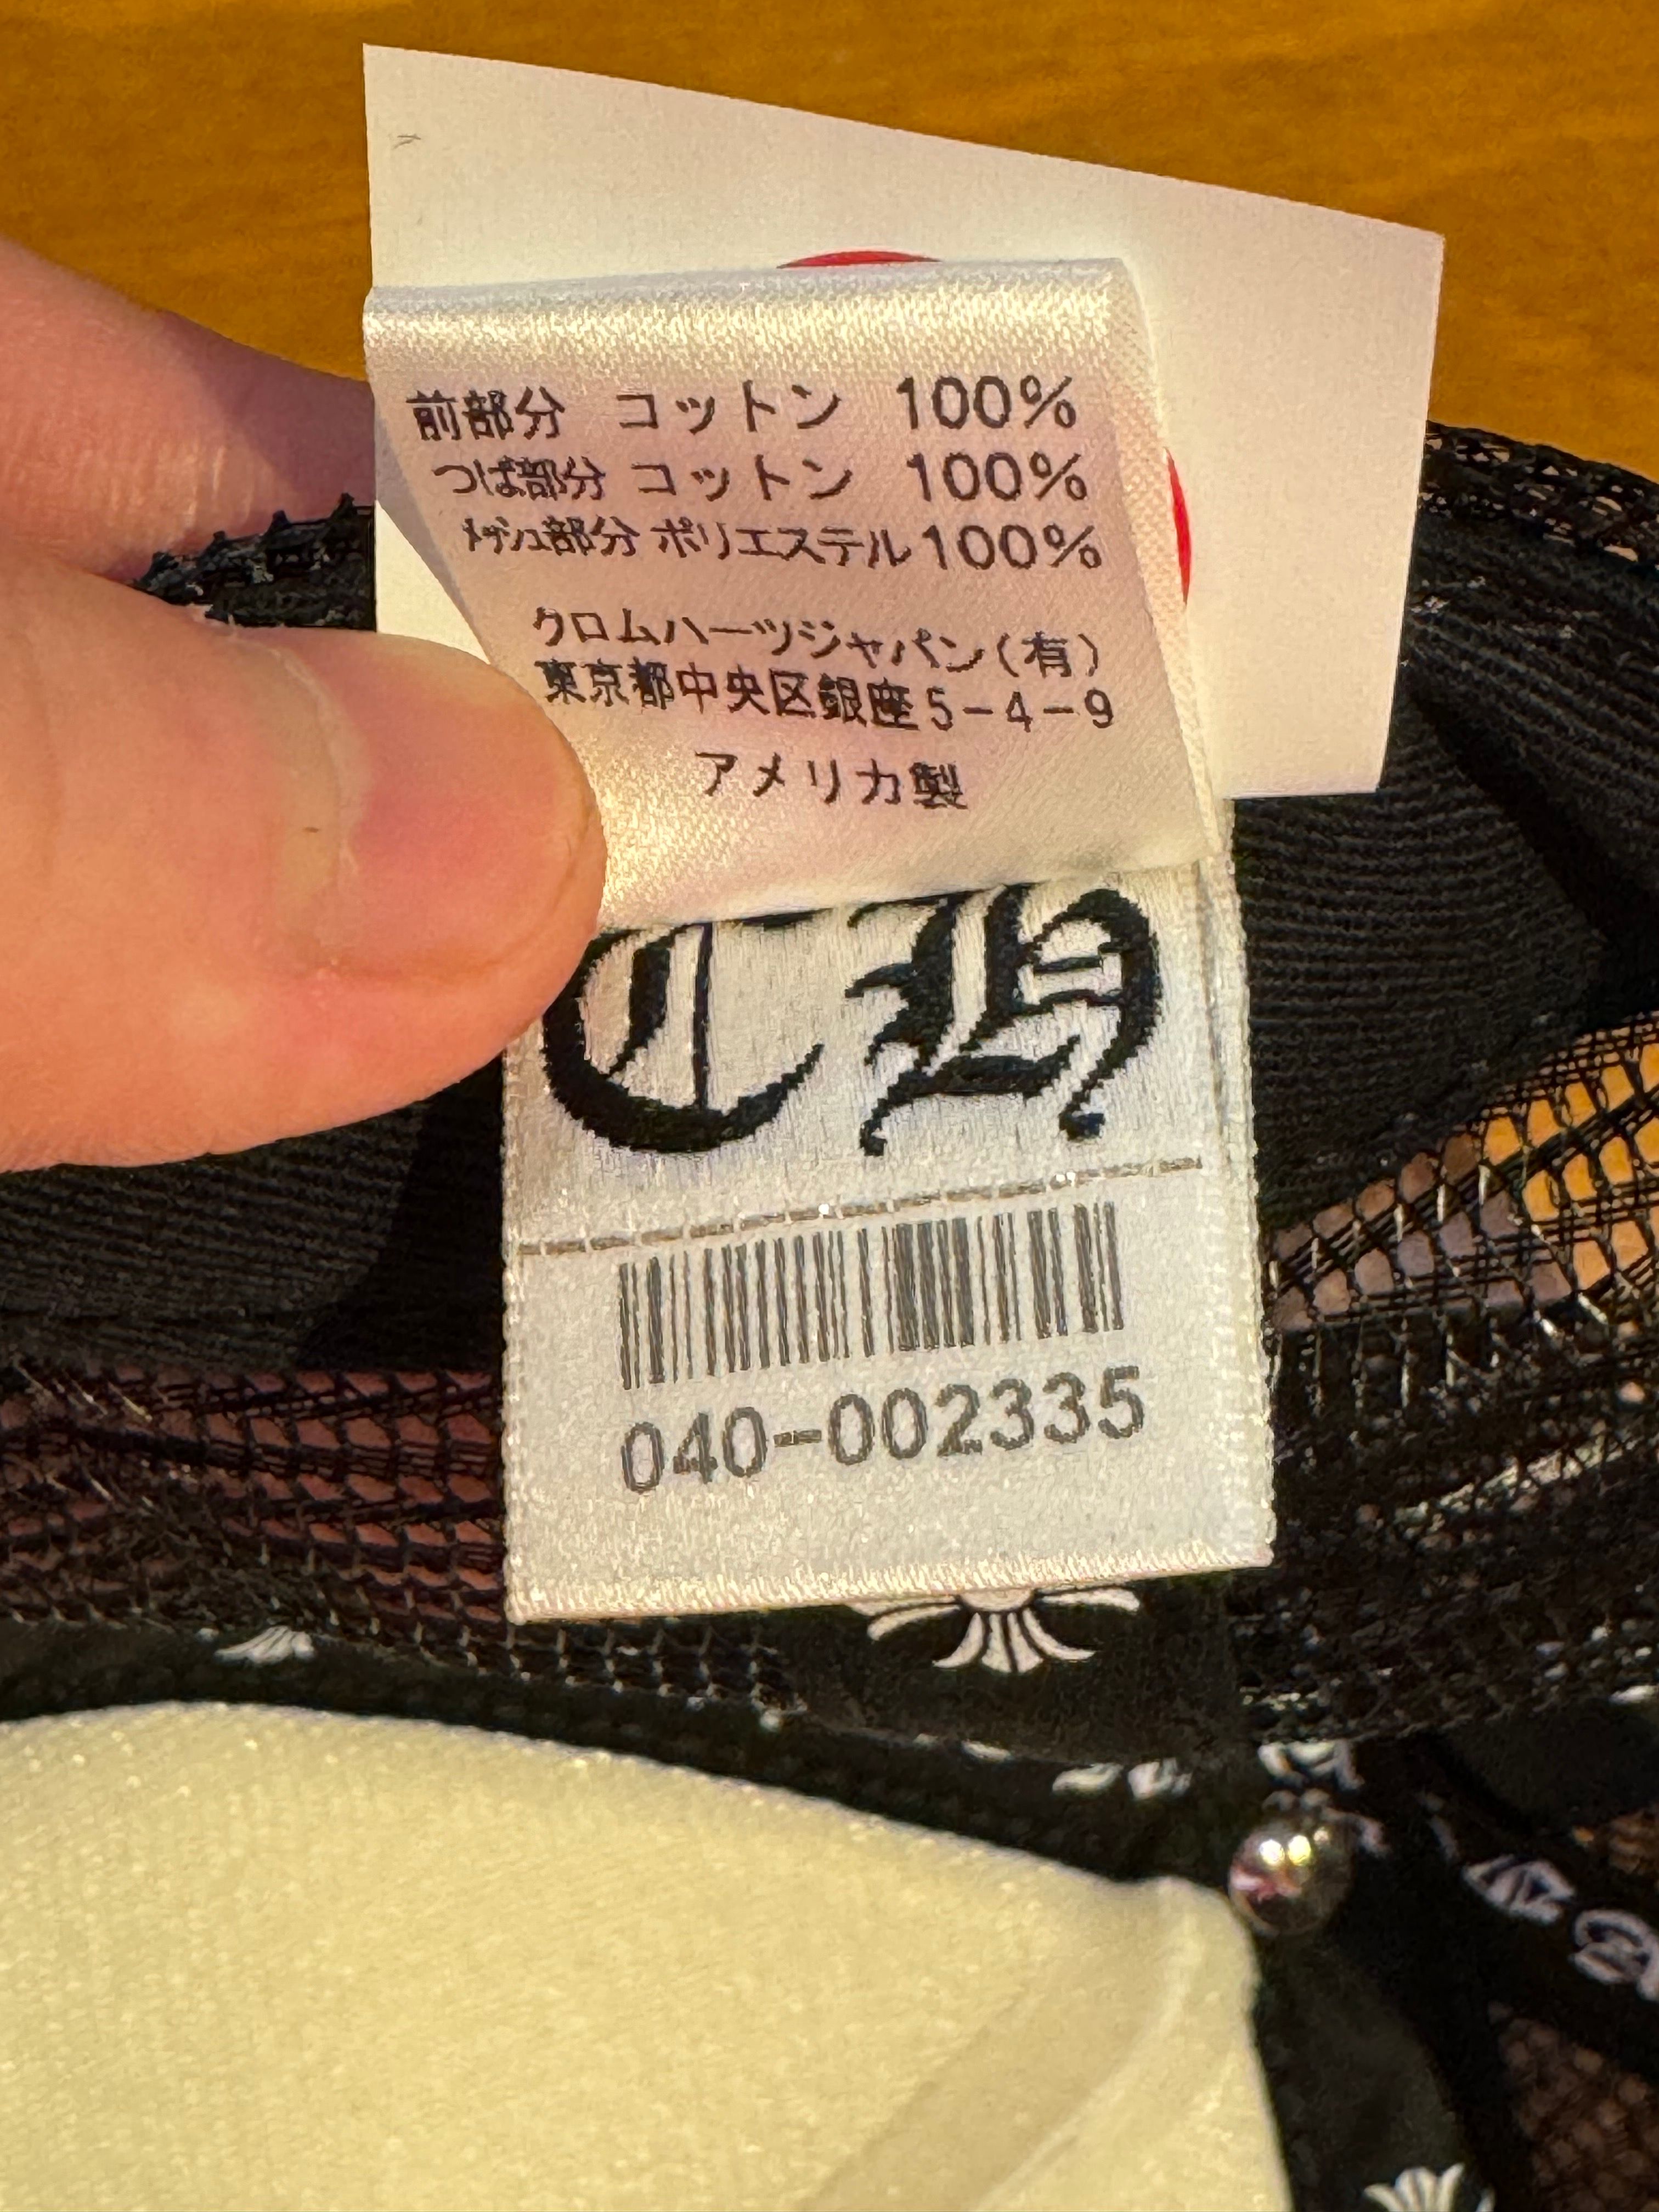 前部分 コットン 100%
つば部分 コットン 100%
メッシュ部分 ポリエステル 100%
クロムハーツジャパン(有)
東京都中央区銀座5-4-9
アメリカ製
CH
040-002335